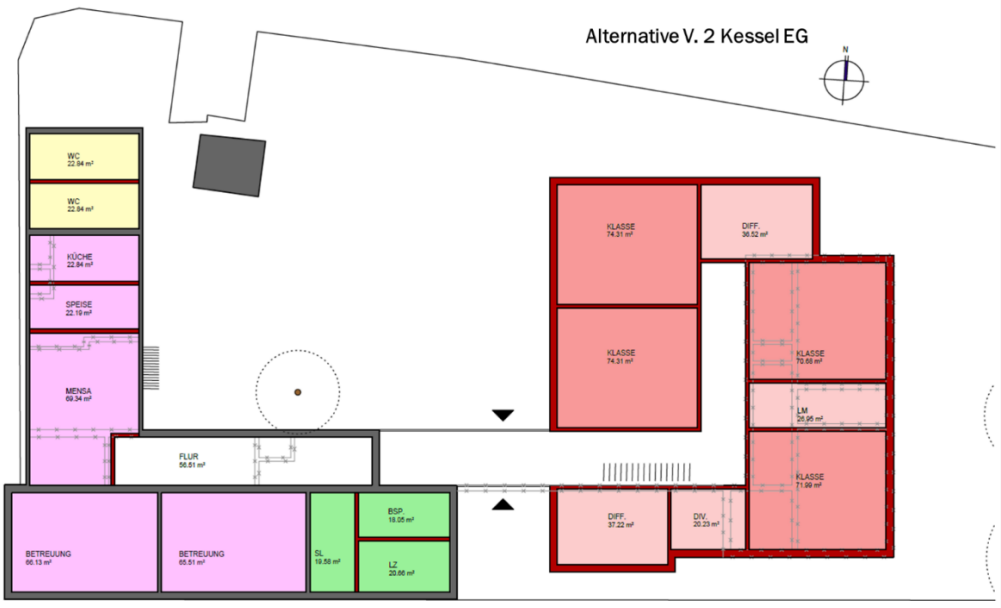 Alternative V. 2 Kessel EG
N
WC
22.84 m²
WC
22.84 m²
KÜCHE
22.84 m²
SPEISE
22.19 m²
MENSA
69.34 m²
FLUR
56.61 m²
BETREUUNG
66.13 m²
BETREUUNG
65.51 m²
SL
19.58 m²
BSP.
18.05 m²
LZ
20.66 m²
KLASSE
74.31 m²
DIFF.
36.52 m²
KLASSE
74.31 m²
KLASSE
70.68 m²
LM
26.95 m²
KLASSE
71.99 m²
DIFF.
37.22 m²
DIV.
20.23 m²